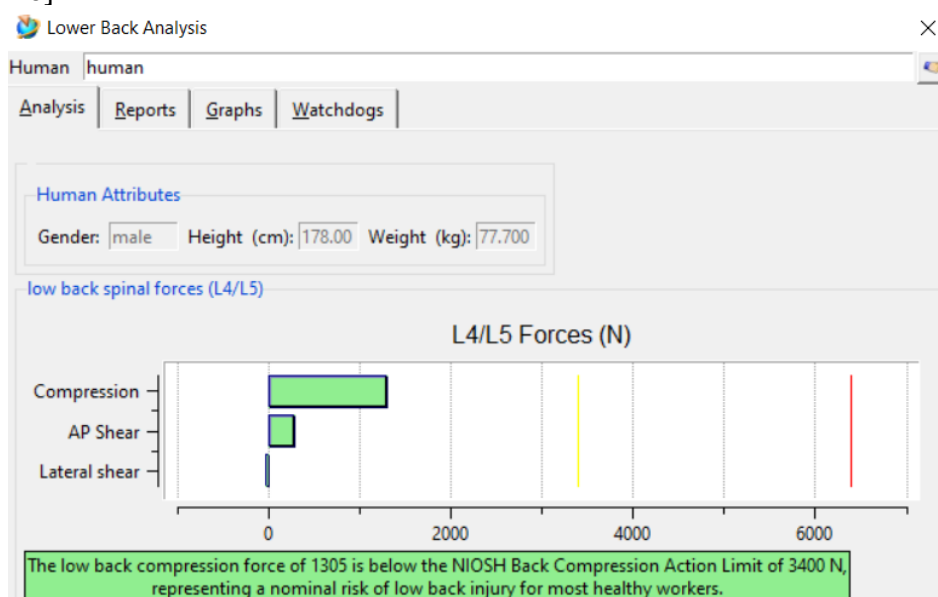 Lower Back Analysis
Human human
Analysis Reports Graphs Watchdogs
Human Attributes
Gender: male Height (cm): 178.00 Weight (kg): 77.700
low back spinal forces (L4/L5)
L4/L5 Forces (N)
Compression
AP Shear
Lateral shear
0 2000 4000 6000
The low back compression force of 1305 is below the NIOSH Back Compression Action Limit of 3400 N,
representing a nominal risk of low back injury for most healthy workers.